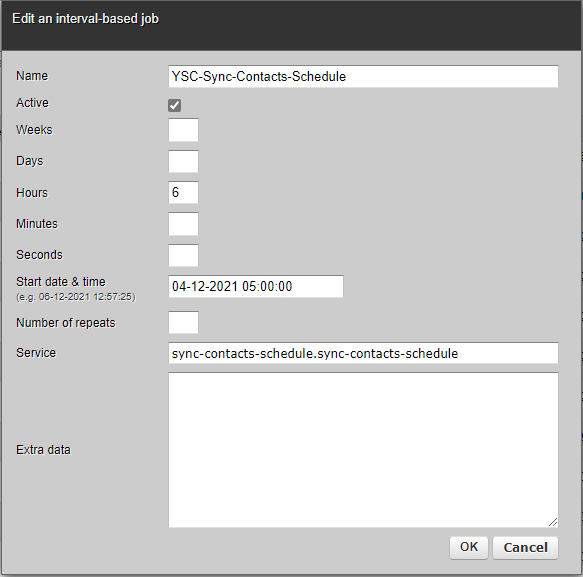 Edit an interval-based job
Name YSC-Sync-Contacts-Schedule
Active
Weeks
Days
Hours 6
Minutes
Seconds
Start date & time 04-12-2021 05:00:00
(e.g. 06-12-2021 12:57:25)
Number of repeats
Service sync-contacts-schedule.sync-contacts-schedule
Extra data
OK Cancel